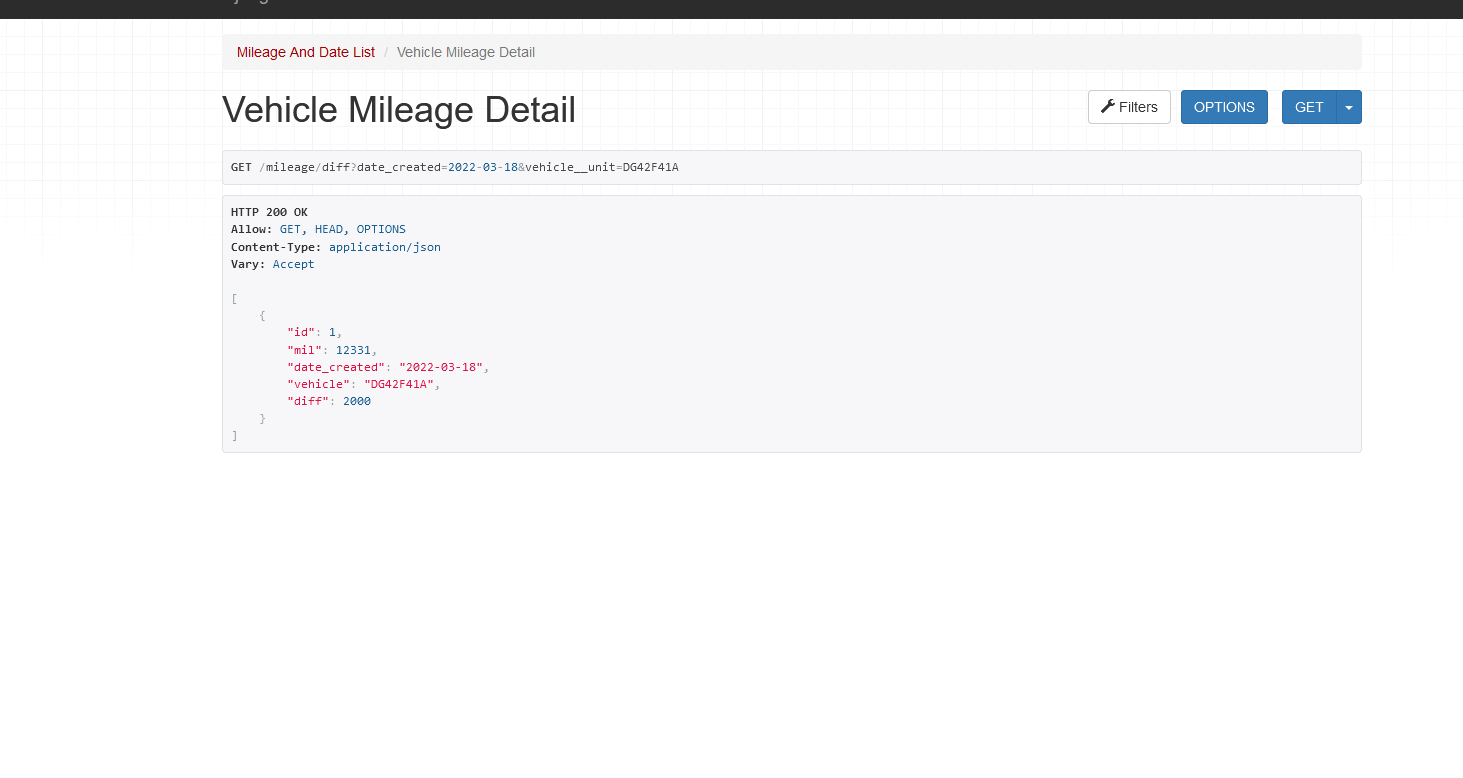 Mileage And Date List / Vehicle Mileage Detail
Vehicle Mileage Detail
Filters
OPTIONS
GET
GET /mileage/diff?date_created=2022-03-18&vehicle__unit=DG42F41A
HTTP 200 OK
Allow: GET, HEAD, OPTIONS
Content-Type: application/json
Vary: Accept
[
{
"id": 1,
"mil": 12331,
"date_created": "2022-03-18",
"vehicle": "DG42F41A",
"diff": 2000
}
]